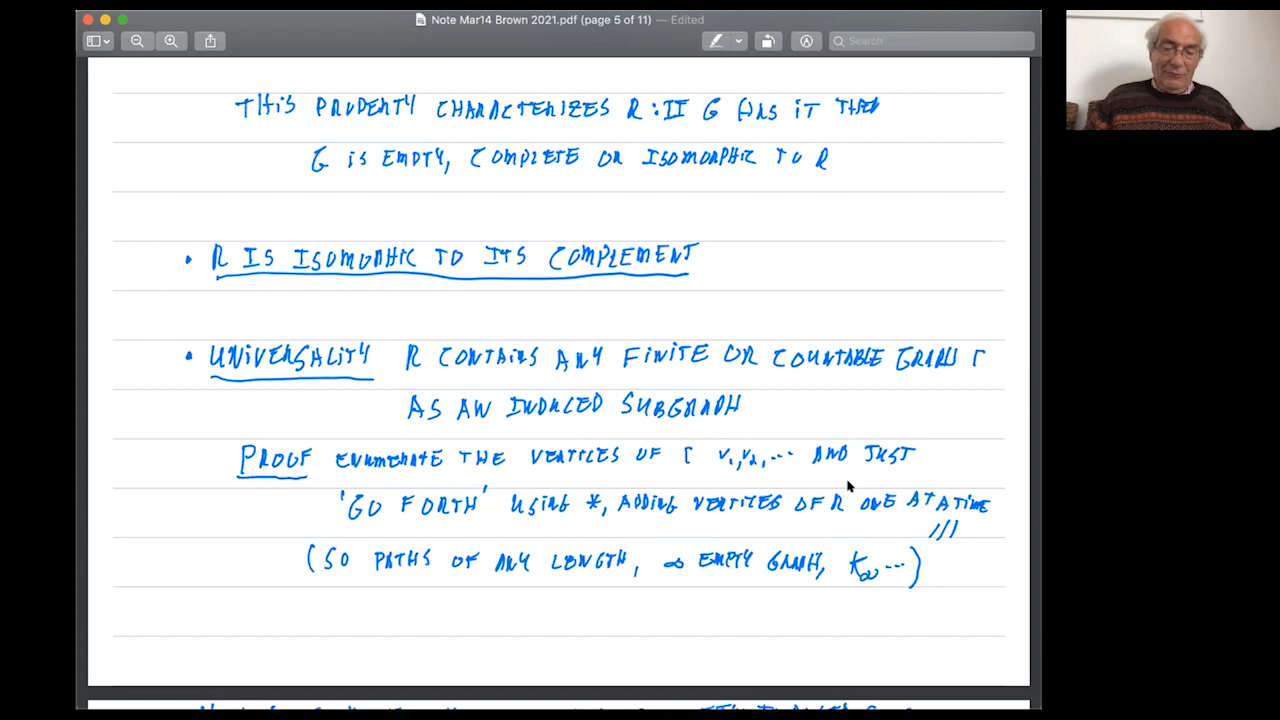 Note Mar14 Brown 2021.pdf (page 5 of 11) — Edited
Search
THIS PROPERTY CHARACTERIZES R : IF G HAS IT THEN
G IS EMPTY, COMPLETE OR ISOMORPHIC TO R
• R IS ISOMORPHIC TO ITS COMPLEMENT
• UNIVERSALITY R CONTAINS ANY FINITE OR COUNTABLE GRAPH Γ
AS AN INDUCED SUBGRAPH
PROOF ENUMERATE THE VERTICES OF Γ v₁,v₂,... AND JUST
'GO FORTH' USING *, ADDING VERTICES OF R ONE AT A TIME
///
(SO PATHS OF ANY LENGTH, ∞ EMPTY GRAPH, K∞ ...)